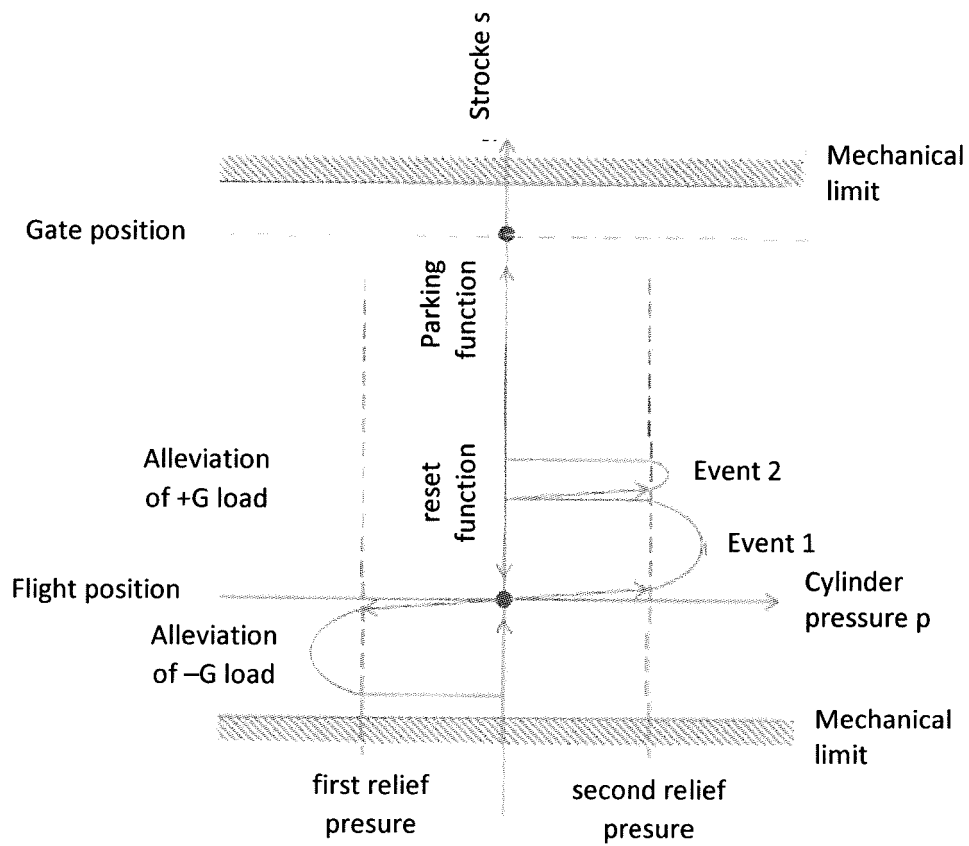 Strocke s
Mechanical
limit
Gate position
Parking
function
Alleviation
of +G load
reset
function
Event 2
Event 1
Flight position
Cylinder
pressure p
Alleviation
of –G load
Mechanical
limit
first relief
presure
second relief
presure